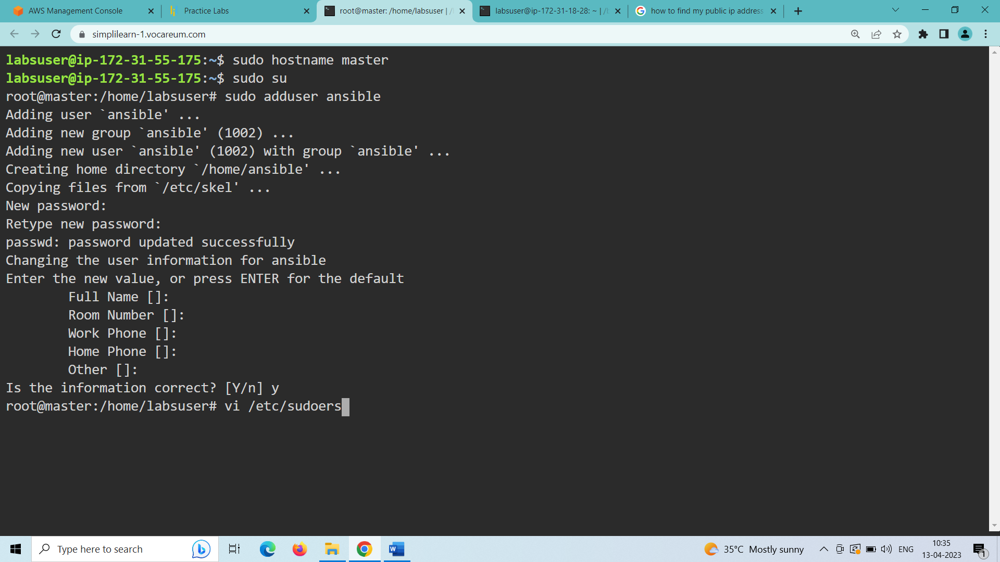 AWS Management Console
Practice Labs
root@master: /home/labsuser | /
labsuser@ip-172-31-18-28: ~ | /
how to find my public ip address
simplilearn-1.vocareum.com
labsuser@ip-172-31-55-175:~$ sudo hostname master
labsuser@ip-172-31-55-175:~$ sudo su
root@master:/home/labsuser# sudo adduser ansible
Adding user `ansible' ...
Adding new group `ansible' (1002) ...
Adding new user `ansible' (1002) with group `ansible' ...
Creating home directory `/home/ansible' ...
Copying files from `/etc/skel' ...
New password:
Retype new password:
passwd: password updated successfully
Changing the user information for ansible
Enter the new value, or press ENTER for the default
Full Name []:
Room Number []:
Work Phone []:
Home Phone []:
Other []:
Is the information correct? [Y/n] y
root@master:/home/labsuser# vi /etc/sudoers
Type here to search
35°C Mostly sunny
ENG
10:35
13-04-2023
1